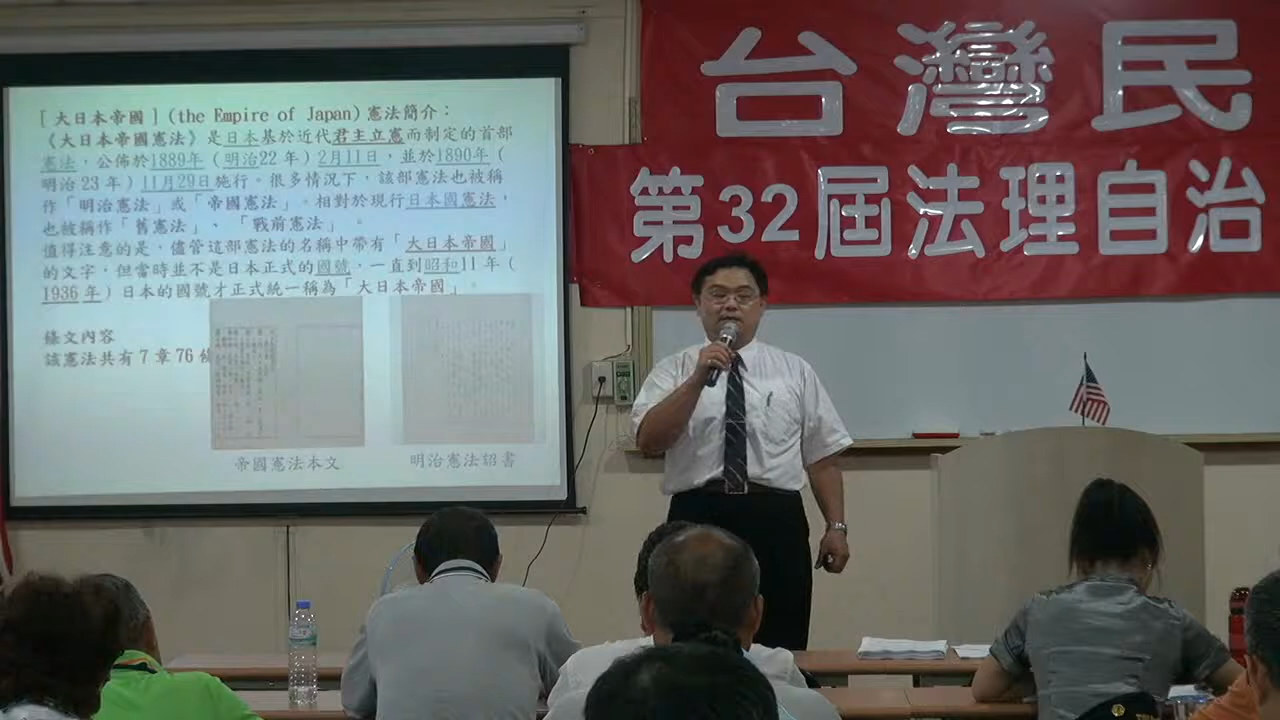 [大日本帝國](the Empire of Japan)憲法簡介：
《大日本帝國憲法》是日本基於近代君主立憲而制定的首部
憲法，公佈於1889年（明治22年）2月11日，並於1890年（
明治23年）11月29日施行。很多情況下，該部憲法也被稱
作「明治憲法」或「帝國憲法」。相對於現行日本國憲法，
也被稱作「舊憲法」、「戰前憲法」。
值得注意的是，儘管這部憲法的名稱中帶有「大日本帝國」
的文字，但當時並不是日本正式的國號，一直到昭和11年（
1936年）日本的國號才正式統一稱為「大日本帝國」
條文內容
該憲法共有7章76條
帝國憲法本文
明治憲法詔書
台灣民
第32屆法理自治